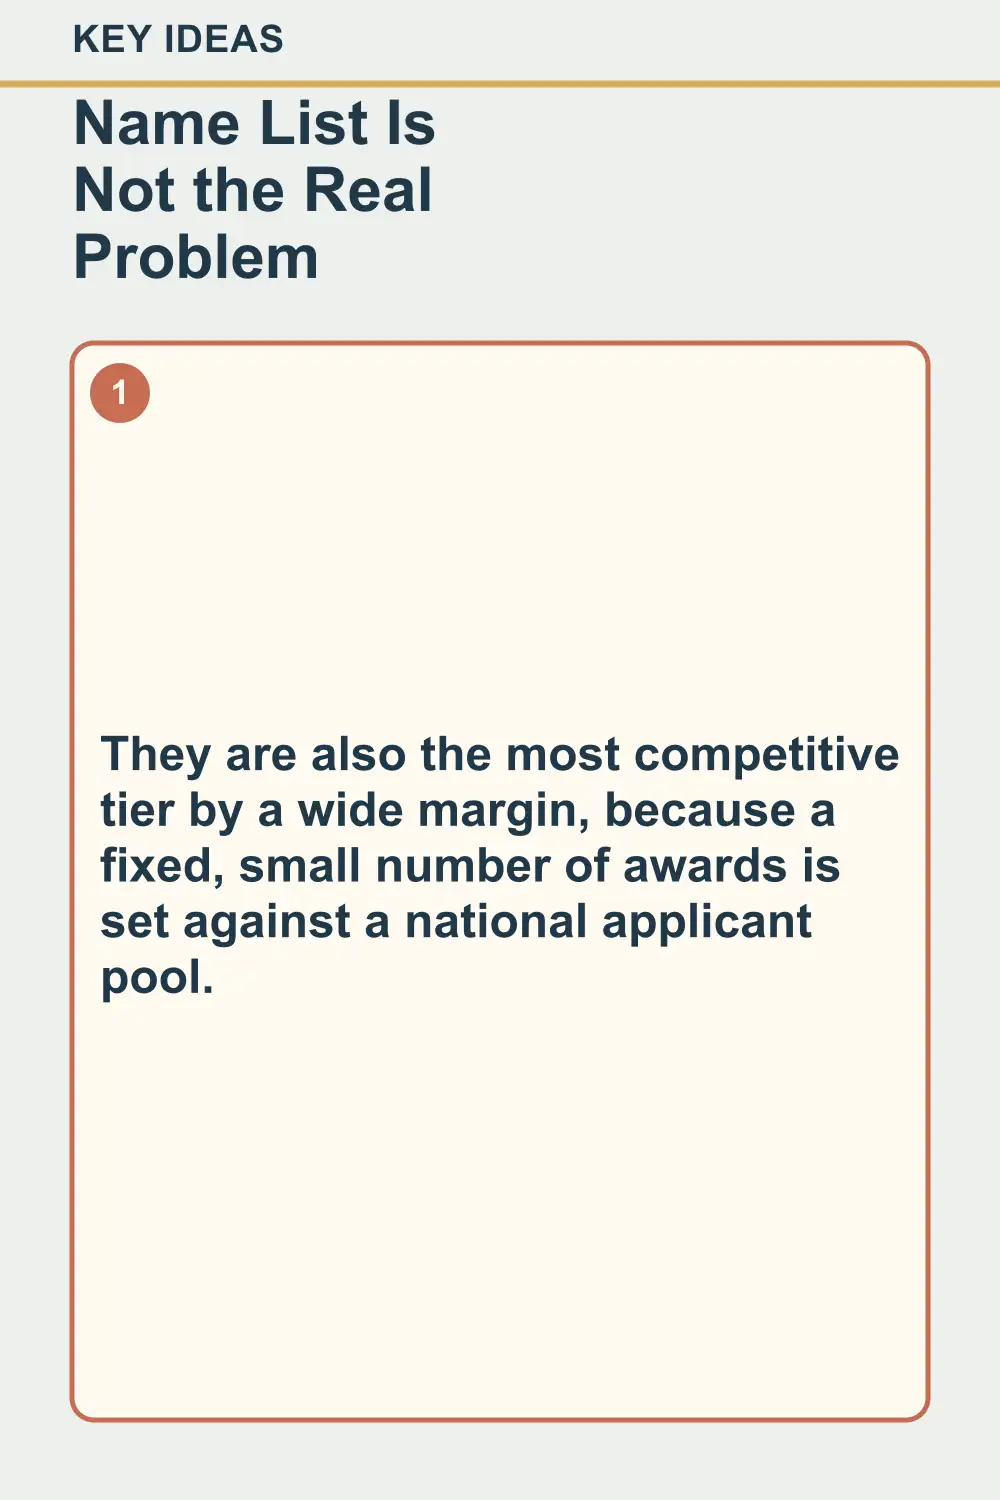 KEY IDEAS
Name List Is
Not the Real
Problem
1
They are also the most competitive
tier by a wide margin, because a
fixed, small number of awards is
set against a national applicant
pool.